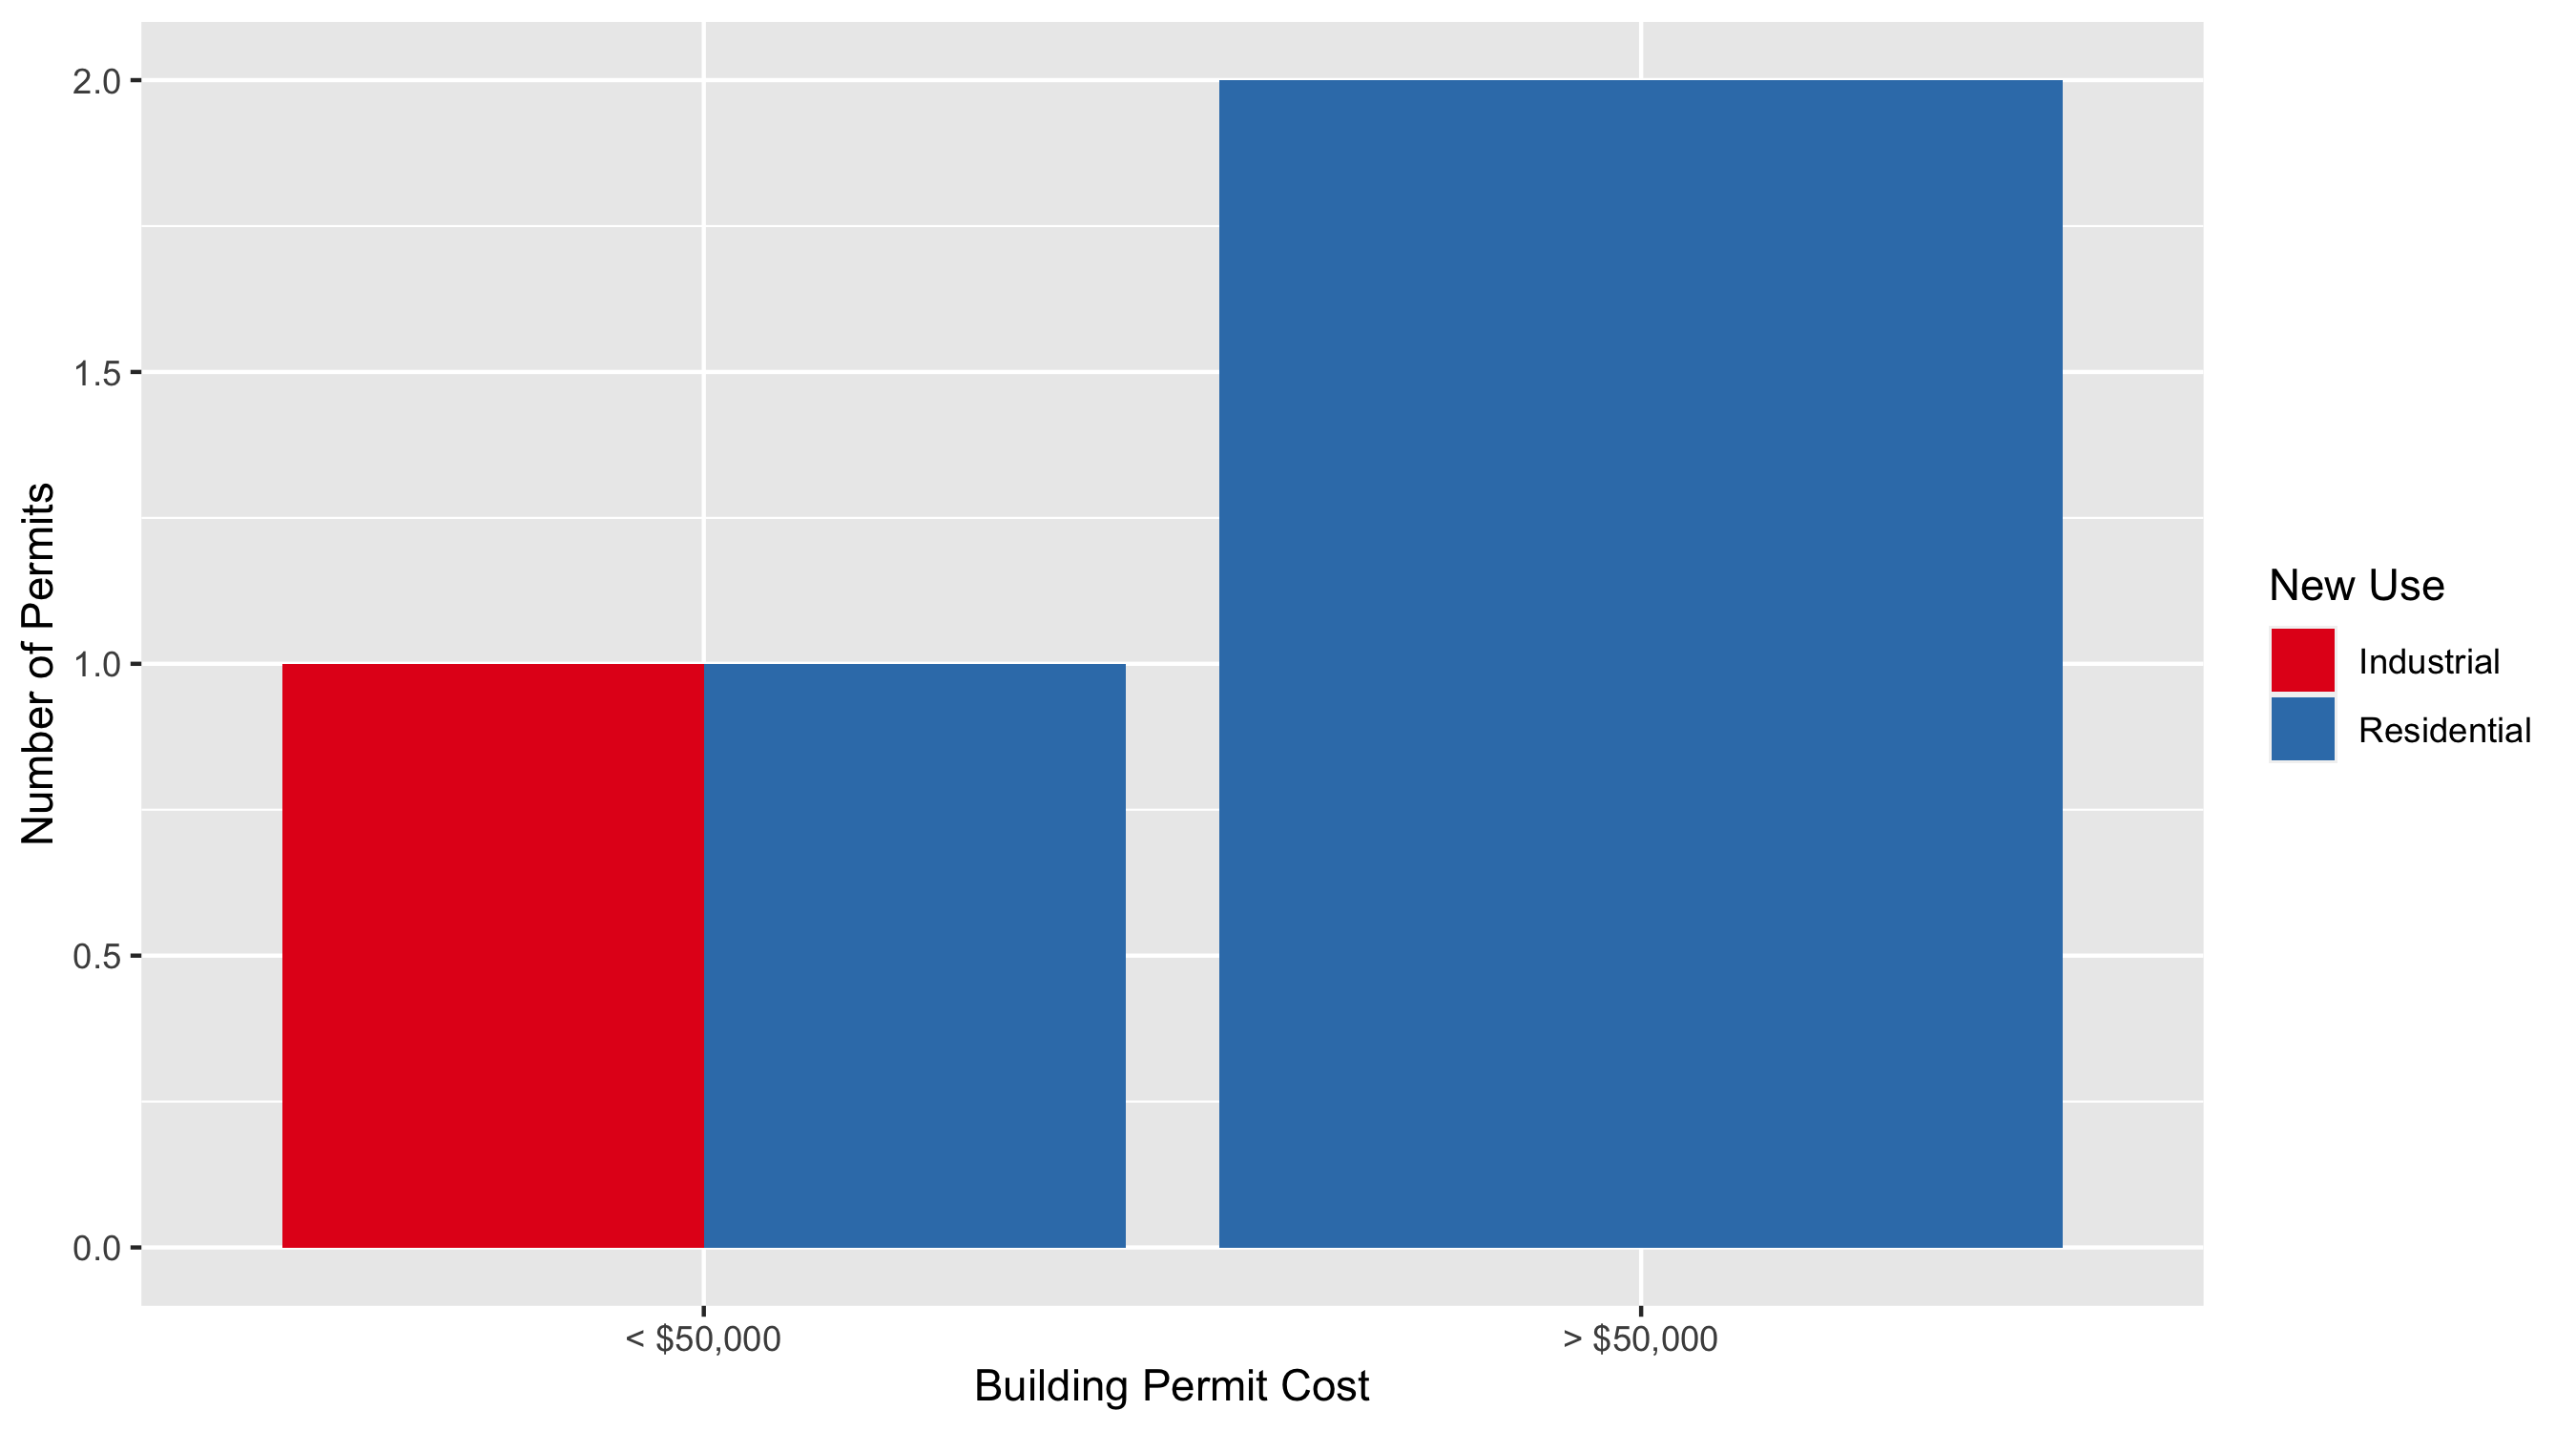 2.0
1.5
1.0
0.5
0.0
Number of Permits
< $50,000
> $50,000
Building Permit Cost
New Use
Industrial
Residential